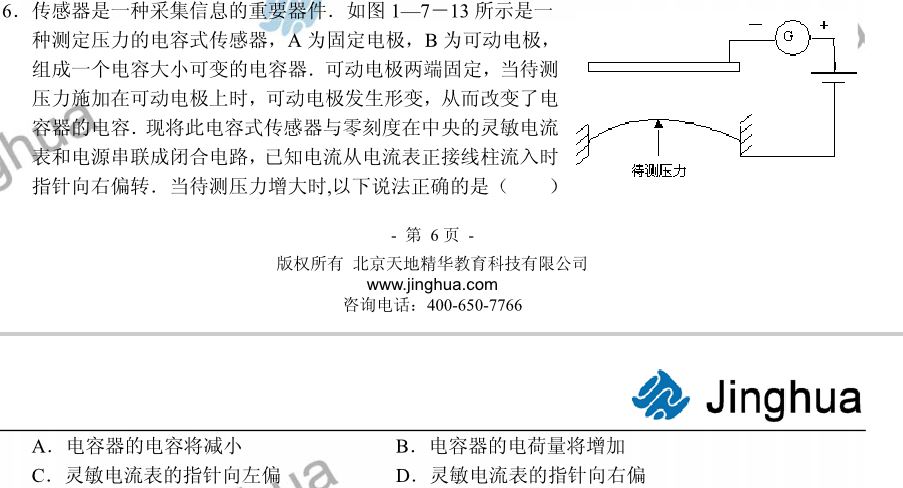 6．传感器是一种采集信息的重要器件．如图 1—7－13 所示是一
种测定压力的电容式传感器，A 为固定电极，B 为可动电极，
组成一个电容大小可变的电容器．可动电极两端固定，当待测
压力施加在可动电极上时，可动电极发生形变，从而改变了电
容器的电容．现将此电容式传感器与零刻度在中央的灵敏电流
表和电源串联成闭合电路，已知电流从电流表正接线柱流入时
指针向右偏转．当待测压力增大时,以下说法正确的是（　　）
－ G +
待测压力
- 第 6 页 -
版权所有 北京天地精华教育科技有限公司
www.jinghua.com
咨询电话：400-650-7766
Jinghua
A．电容器的电容将减小 B．电容器的电荷量将增加
C．灵敏电流表的指针向左偏 D．灵敏电流表的指针向右偏